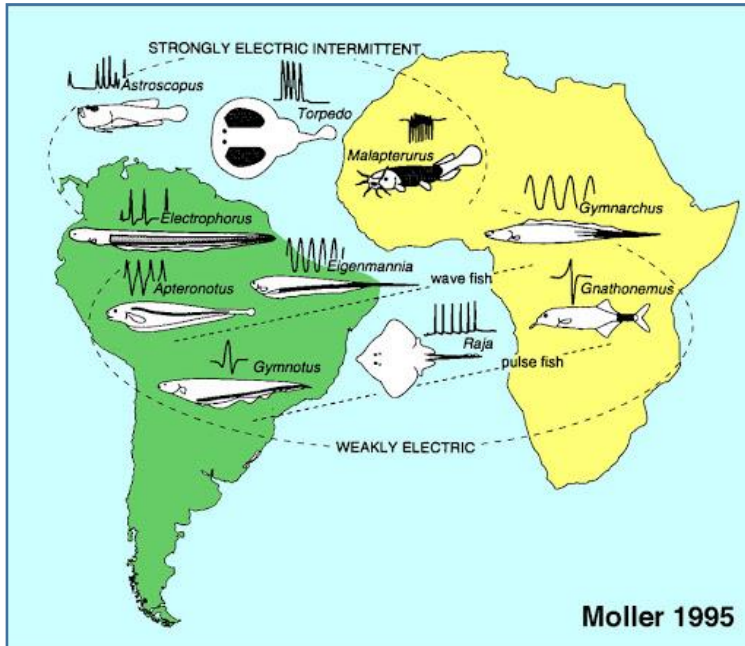 STRONGLY ELECTRIC INTERMITTENT
Astroscopus
Torpedo
Malapterurus
Electrophorus
Gymnarchus
Eigenmannia
Apteronotus
wave fish
Gnathonemus
Raja
Gymnotus
pulse fish
WEAKLY ELECTRIC
Moller 1995